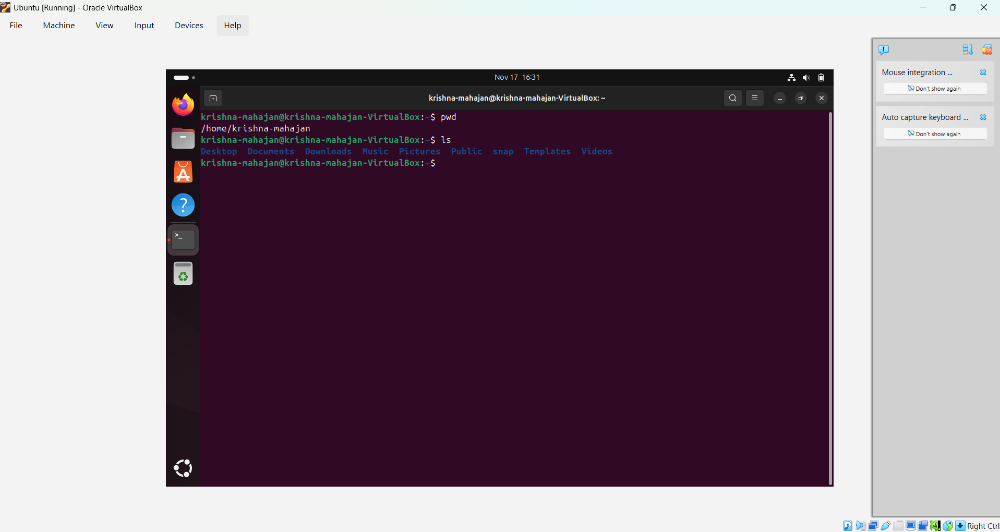 Ubuntu [Running] - Oracle VirtualBox
File Machine View Input Devices Help
Nov 17 16:31
krishna-mahajan@krishna-mahajan-VirtualBox: ~
krishna-mahajan@krishna-mahajan-VirtualBox:~$ pwd
/home/krishna-mahajan
krishna-mahajan@krishna-mahajan-VirtualBox:~$ ls
Desktop Documents Downloads Music Pictures Public snap Templates Videos
krishna-mahajan@krishna-mahajan-VirtualBox:~$
Mouse integration ...
Don't show again
Auto capture keyboard ...
Don't show again
Right Ctrl